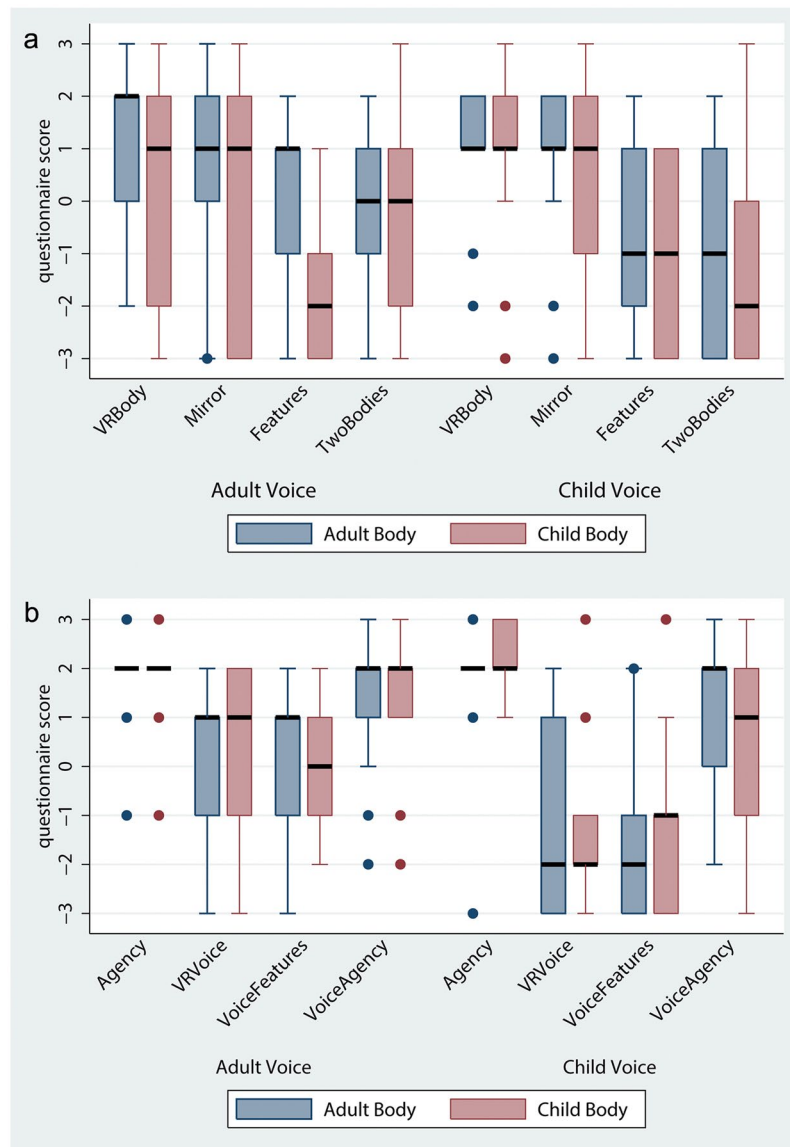 a
questionnaire score
3
2
1
0
−1
−2
−3
VRBody
Mirror
Features
TwoBodies
VRBody
Mirror
Features
TwoBodies
Adult Voice
Child Voice
Adult Body
Child Body
b
questionnaire score
3
2
1
0
−1
−2
−3
Agency
VRVoice
VoiceFeatures
VoiceAgency
Agency
VRVoice
VoiceFeatures
VoiceAgency
Adult Voice
Child Voice
Adult Body
Child Body